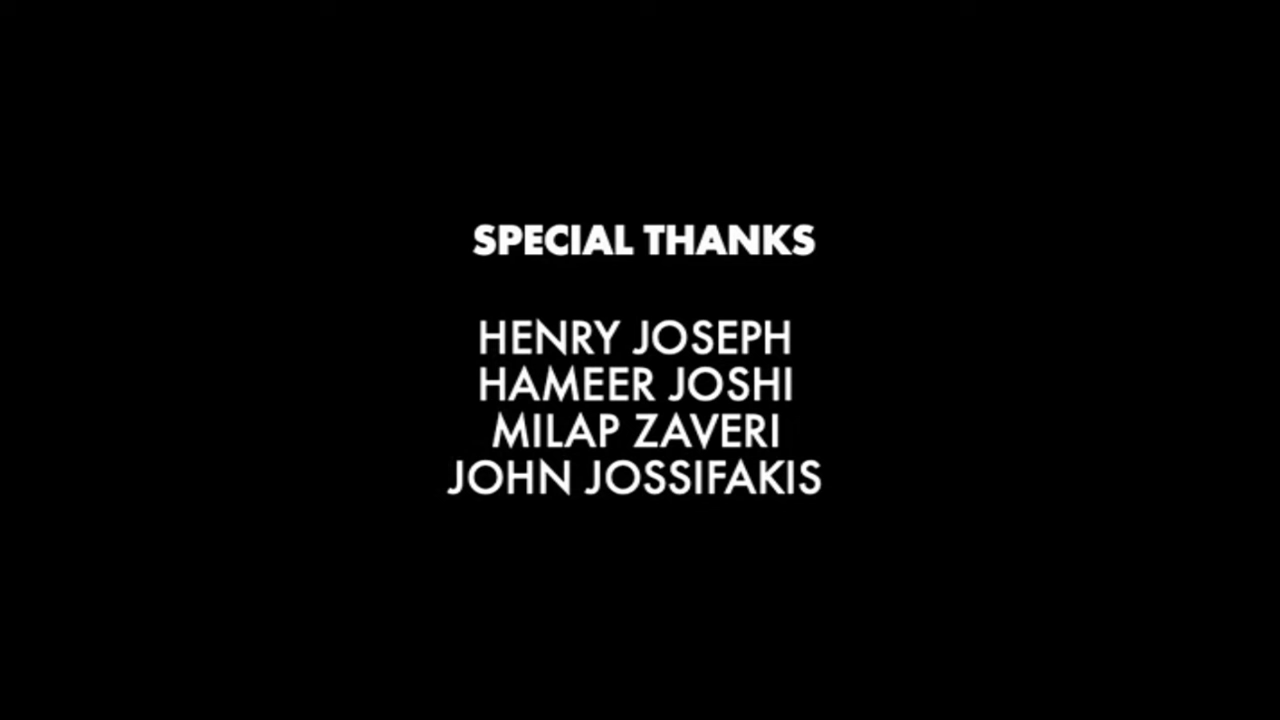 SPECIAL THANKS
HENRY JOSEPH
HAMEER JOSHI
MILAP ZAVERI
JOHN JOSSIFAKIS